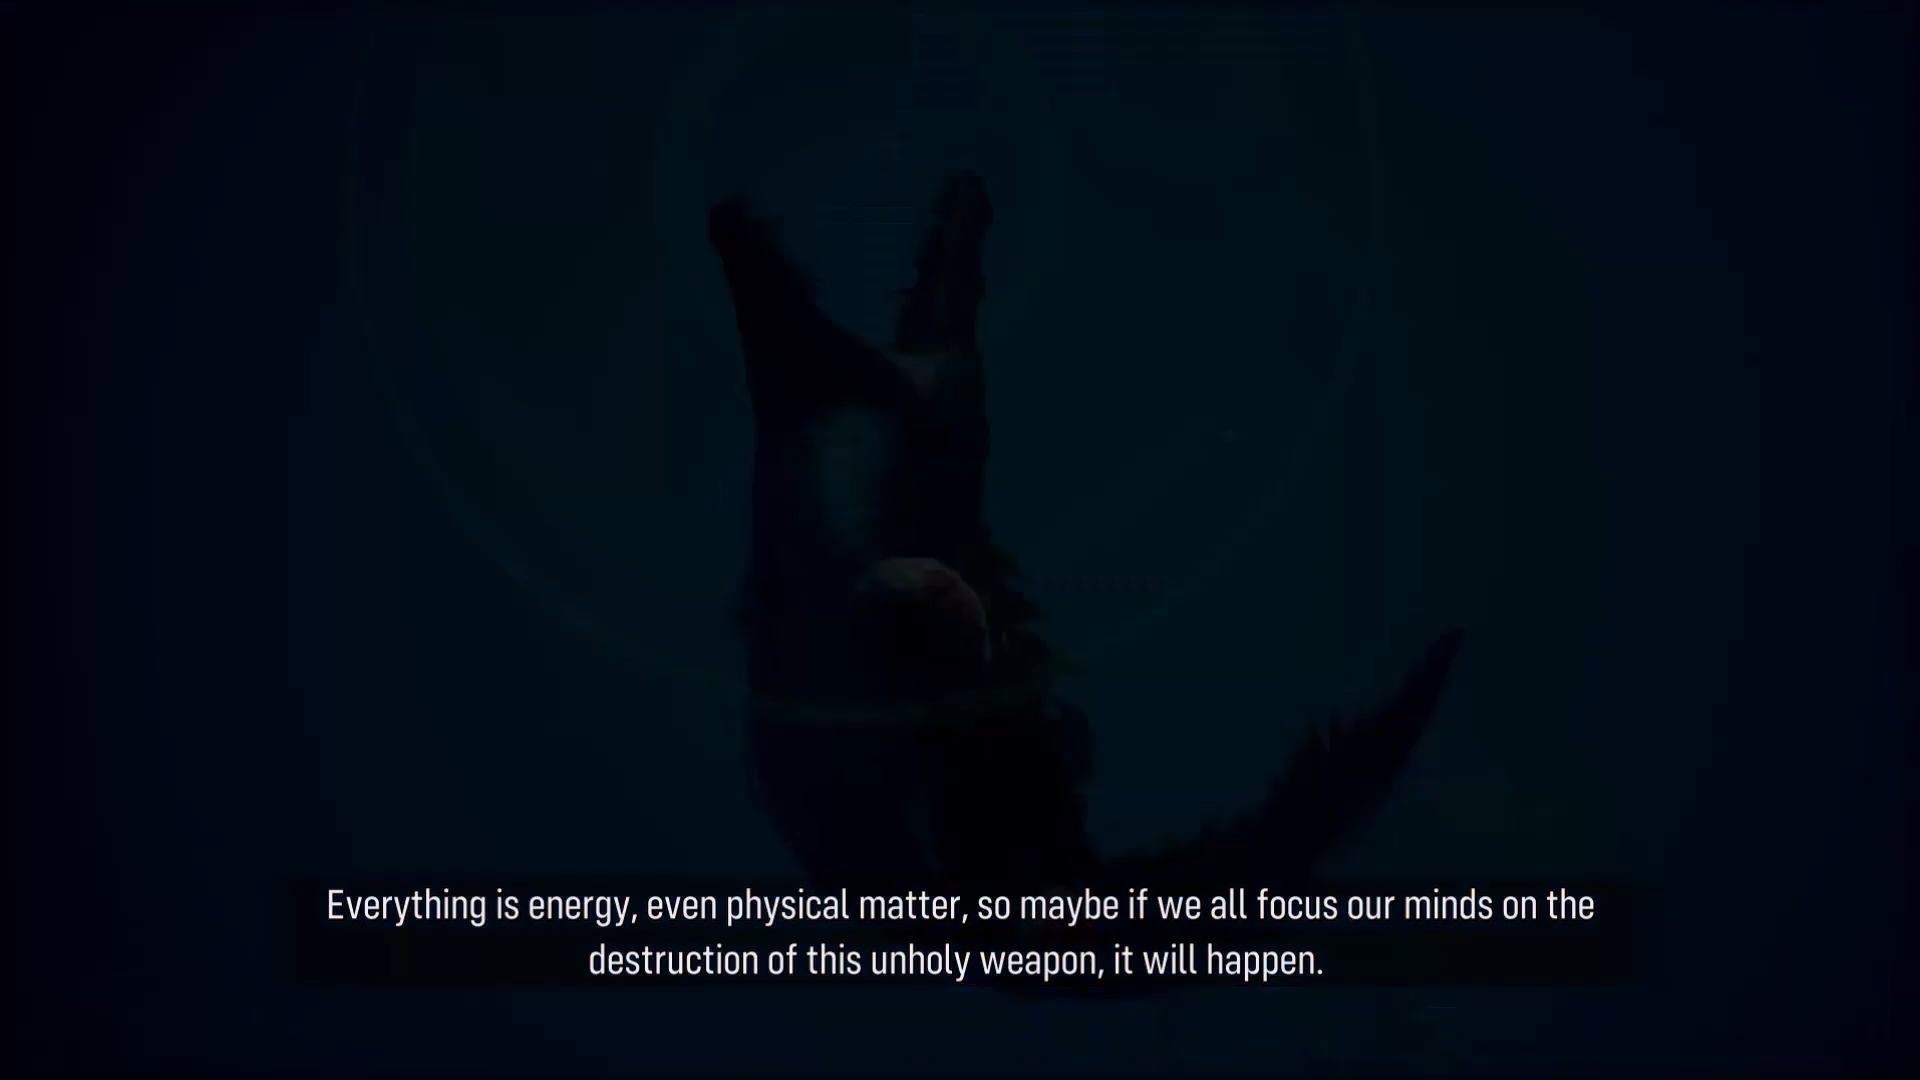 Everything is energy, even physical matter, so maybe if we all focus our minds on the
destruction of this unholy weapon, it will happen.